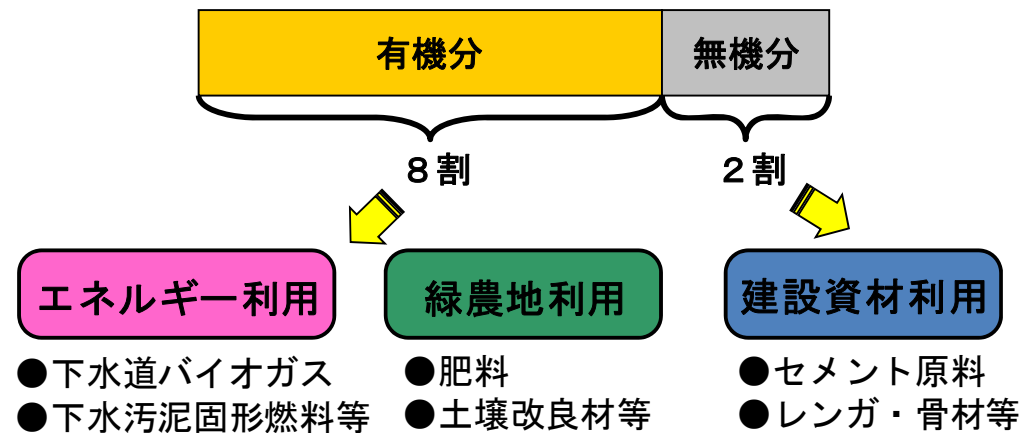 有機分
無機分
8割
2割
エネルギー利用
緑農地利用
建設資材利用
●下水道バイオガス
●下水汚泥固形燃料等
●肥料
●土壌改良材等
●セメント原料
●レンガ・骨材等